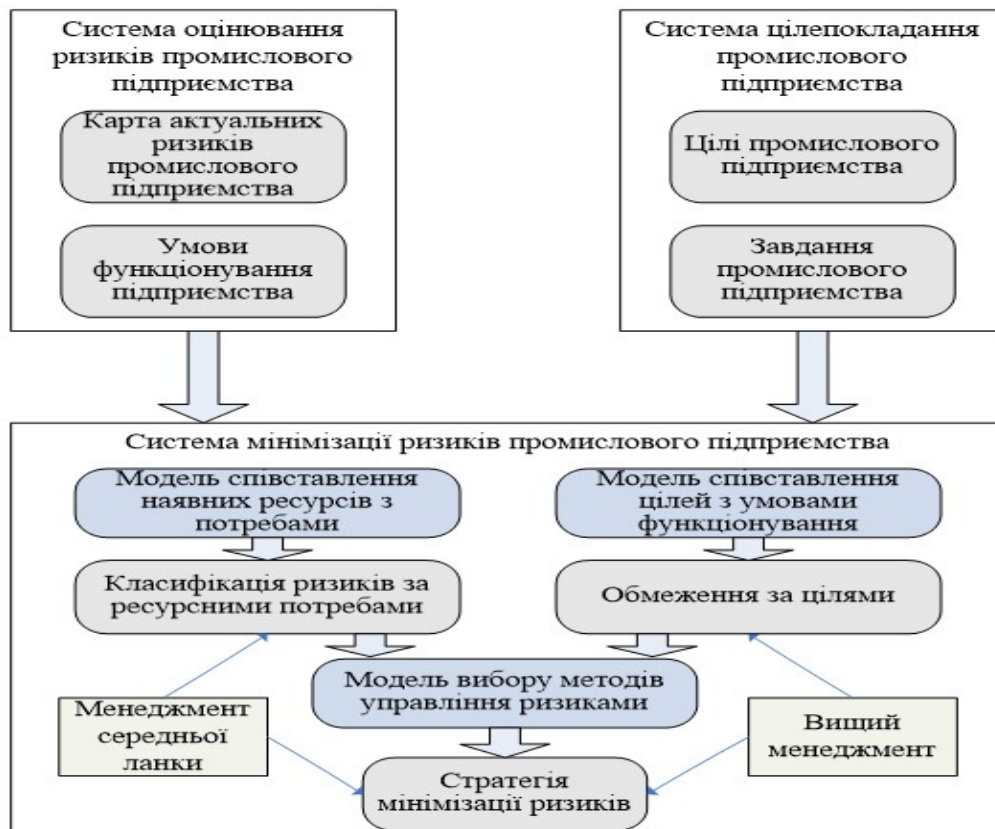 Система оцінювання
ризиків промислового
підприємства
Карта актуальних
ризиків
промислового
підприємства
Умови
функціонування
підприємства
Система цілепокладання
промислового
підприємства
Цілі промислового
підприємства
Завдання
промислового
підприємства
Система мінімізації ризиків промислового підприємства
Модель співставлення
наявних ресурсів з
потребами
Модель співставлення
цілей з умовами
функціонування
Класифікація ризиків за
ресурсними потребами
Обмеження за цілями
Модель вибору методів
управління ризиками
Менеджмент
середньої
ланки
Вищий
менеджмент
Стратегія
мінімізації ризиків